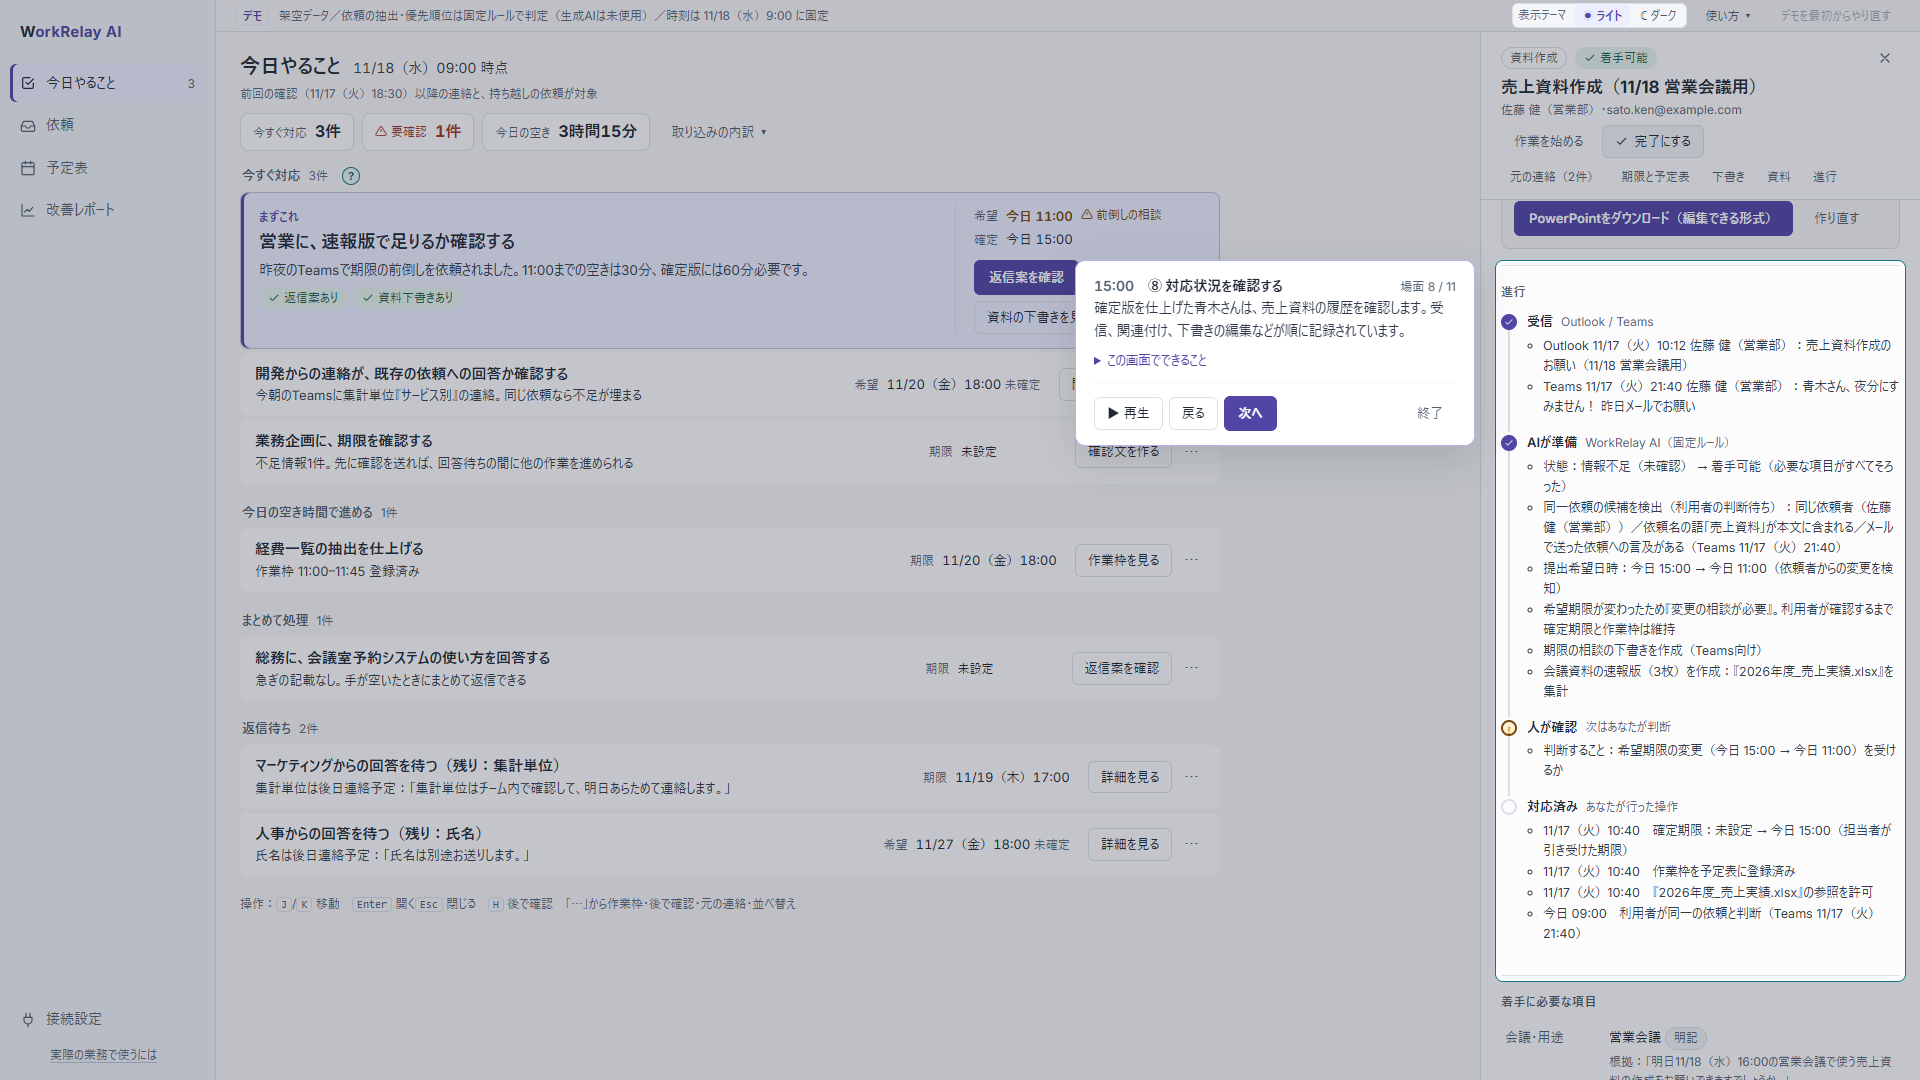 WorkRelay AI
今日やること 3
依頼
予定表
改善レポート
接続設定
実際の業務で使うには
デモ 架空データ／依頼の抽出・優先順位は固定ルールで判定（生成AIは未使用）／時刻は 11/18（水）9:00 に固定
表示テーマ ライト ダーク 使い方 ▾ デモを最初からやり直す
今日やること 11/18（水）09:00 時点
前回の確認（11/17（火）18:30）以降の連絡と、持ち越しの依頼が対象
今すぐ対応 3件 要確認 1件 今日の空き 3時間15分 取り込みの内訳 ▾
今すぐ対応 3件 ?
まずこれ
営業に、速報版で足りるか確認する
昨夜のTeamsで期限の前倒しを依頼されました。11:00までの空きは30分、確定版には60分必要です。
✓ 返信案あり ✓ 資料下書きあり
希望 今日 11:00 前倒しの相談
確定 今日 15:00
返信案を確認
資料の下書きを見
開発からの連絡が、既存の依頼への回答か確認する
今朝のTeamsに集計単位『サービス別』の連絡。同じ依頼なら不足が埋まる
希望 11/20（金）18:00 未確定
業務企画に、期限を確認する
不足情報1件。先に確認を送れば、回答待ちの間に他の作業を進められる
期限 未設定 確認文を作る …
今日の空き時間で進める 1件
経費一覧の抽出を仕上げる
作業枠 11:00–11:45 登録済み
期限 11/20（金）18:00 作業枠を見る …
まとめて処理 1件
総務に、会議室予約システムの使い方を回答する
急ぎの記載なし。手が空いたときにまとめて返信できる
期限 未設定 返信案を確認 …
返信待ち 2件
マーケティングからの回答を待つ（残り：集計単位）
集計単位は後日連絡予定：「集計単位はチーム内で確認して、明日あらためて連絡します。」
期限 11/19（木）17:00 詳細を見る …
人事からの回答を待つ（残り：氏名）
氏名は後日連絡予定：「氏名は別途お送りします。」
希望 11/27（金）18:00 未確定 詳細を見る …
操作： J / K 移動 Enter 開く Esc 閉じる H 後で確認 「…」から作業枠・後で確認・元の連絡・並べ替え
15:00 ⑧ 対応状況を確認する 場面 8 / 11
確定版を仕上げた青木さんは、売上資料の履歴を確認します。受
信、関連付け、下書きの編集などが順に記録されています。
▶ この画面でできること
▶ 再生 戻る 次へ 終了
資料作成 ✓ 着手可能
売上資料作成（11/18 営業会議用）
佐藤 健（営業部）・sato.ken@example.com
作業を始める ✓ 完了にする
元の連絡（2件） 期限と予定表 下書き 資料 進行
PowerPointをダウンロード（編集できる形式） 作り直す
進行
受信 Outlook / Teams
Outlook 11/17（火）10:12 佐藤 健（営業部）：売上資料作成の
お願い（11/18 営業会議用）
Teams 11/17（火）21:40 佐藤 健（営業部）：青木さん、夜分にす
みません！ 昨日メールでお願い
AIが準備 WorkRelay AI（固定ルール）
状態：情報不足（未確認） → 着手可能（必要な項目がすべてそろ
った）
同一依頼の候補を検出（利用者の判断待ち）：同じ依頼者（佐藤
健（営業部））／依頼名の語「売上資料」が本文に含まれる／メール
で送った依頼への言及がある（Teams 11/17（火）21:40）
提出希望日時：今日 15:00 → 今日 11:00（依頼者からの変更を検
知）
希望期限が変わったため『変更の相談が必要』。利用者が確認するまで
確定期限と作業枠は維持
期限の相談の下書きを作成（Teams向け）
会議資料の速報版（3枚）を作成：『2026年度_売上実績.xlsx』を
集計
人が確認 次はあなたが判断
判断すること：希望期限の変更（今日 15:00 → 今日 11:00）を受け
るか
対応済み あなたが行った操作
11/17（火）10:40 確定期限：未設定 → 今日 15:00（担当者が
引き受けた期限）
11/17（火）10:40 作業枠を予定表に登録済み
11/17（火）10:40 『2026年度_売上実績.xlsx』の参照を許可
今日 09:00 利用者が同一の依頼と判断（Teams 11/17（火）
21:40）
着手に必要な項目
会議・用途 営業会議 明記
根拠：「明日11/18（水）16:00の営業会議で使う売上資